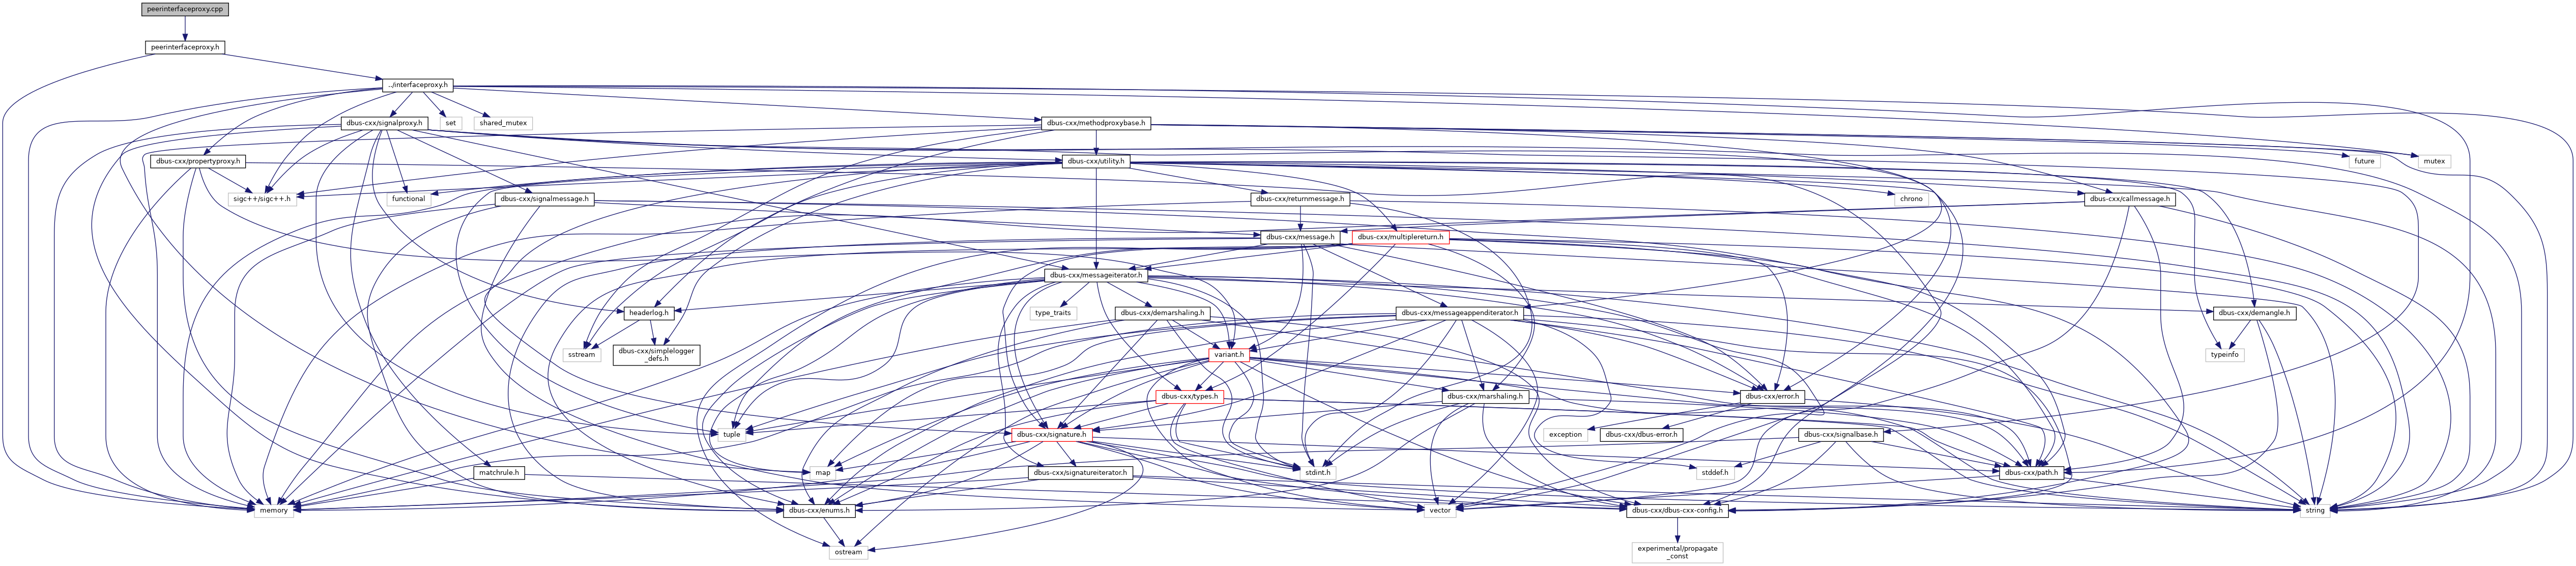 peerinterfaceproxy.cpp
peerinterfaceproxy.h
../interfaceproxy.h
dbus-cxx/signalproxy.h
set
shared_mutex
dbus-cxx/methodproxybase.h
dbus-cxx/propertyproxy.h
dbus-cxx/utility.h
future
mutex
sigc++/sigc++.h
functional
dbus-cxx/signalmessage.h
dbus-cxx/returnmessage.h
chrono
dbus-cxx/callmessage.h
dbus-cxx/message.h
dbus-cxx/multiplereturn.h
dbus-cxx/messageiterator.h
headerlog.h
type_traits
dbus-cxx/demarshaling.h
dbus-cxx/messageappenditerator.h
dbus-cxx/demangle.h
sstream
dbus-cxx/simplelogger
_defs.h
variant.h
typeinfo
dbus-cxx/types.h
dbus-cxx/marshaling.h
dbus-cxx/error.h
tuple
dbus-cxx/signature.h
exception
dbus-cxx/dbus-error.h
dbus-cxx/signalbase.h
matchrule.h
map
dbus-cxx/signatureiterator.h
stdint.h
stddef.h
dbus-cxx/path.h
memory
dbus-cxx/enums.h
vector
dbus-cxx/dbus-cxx-config.h
string
ostream
experimental/propagate
_const